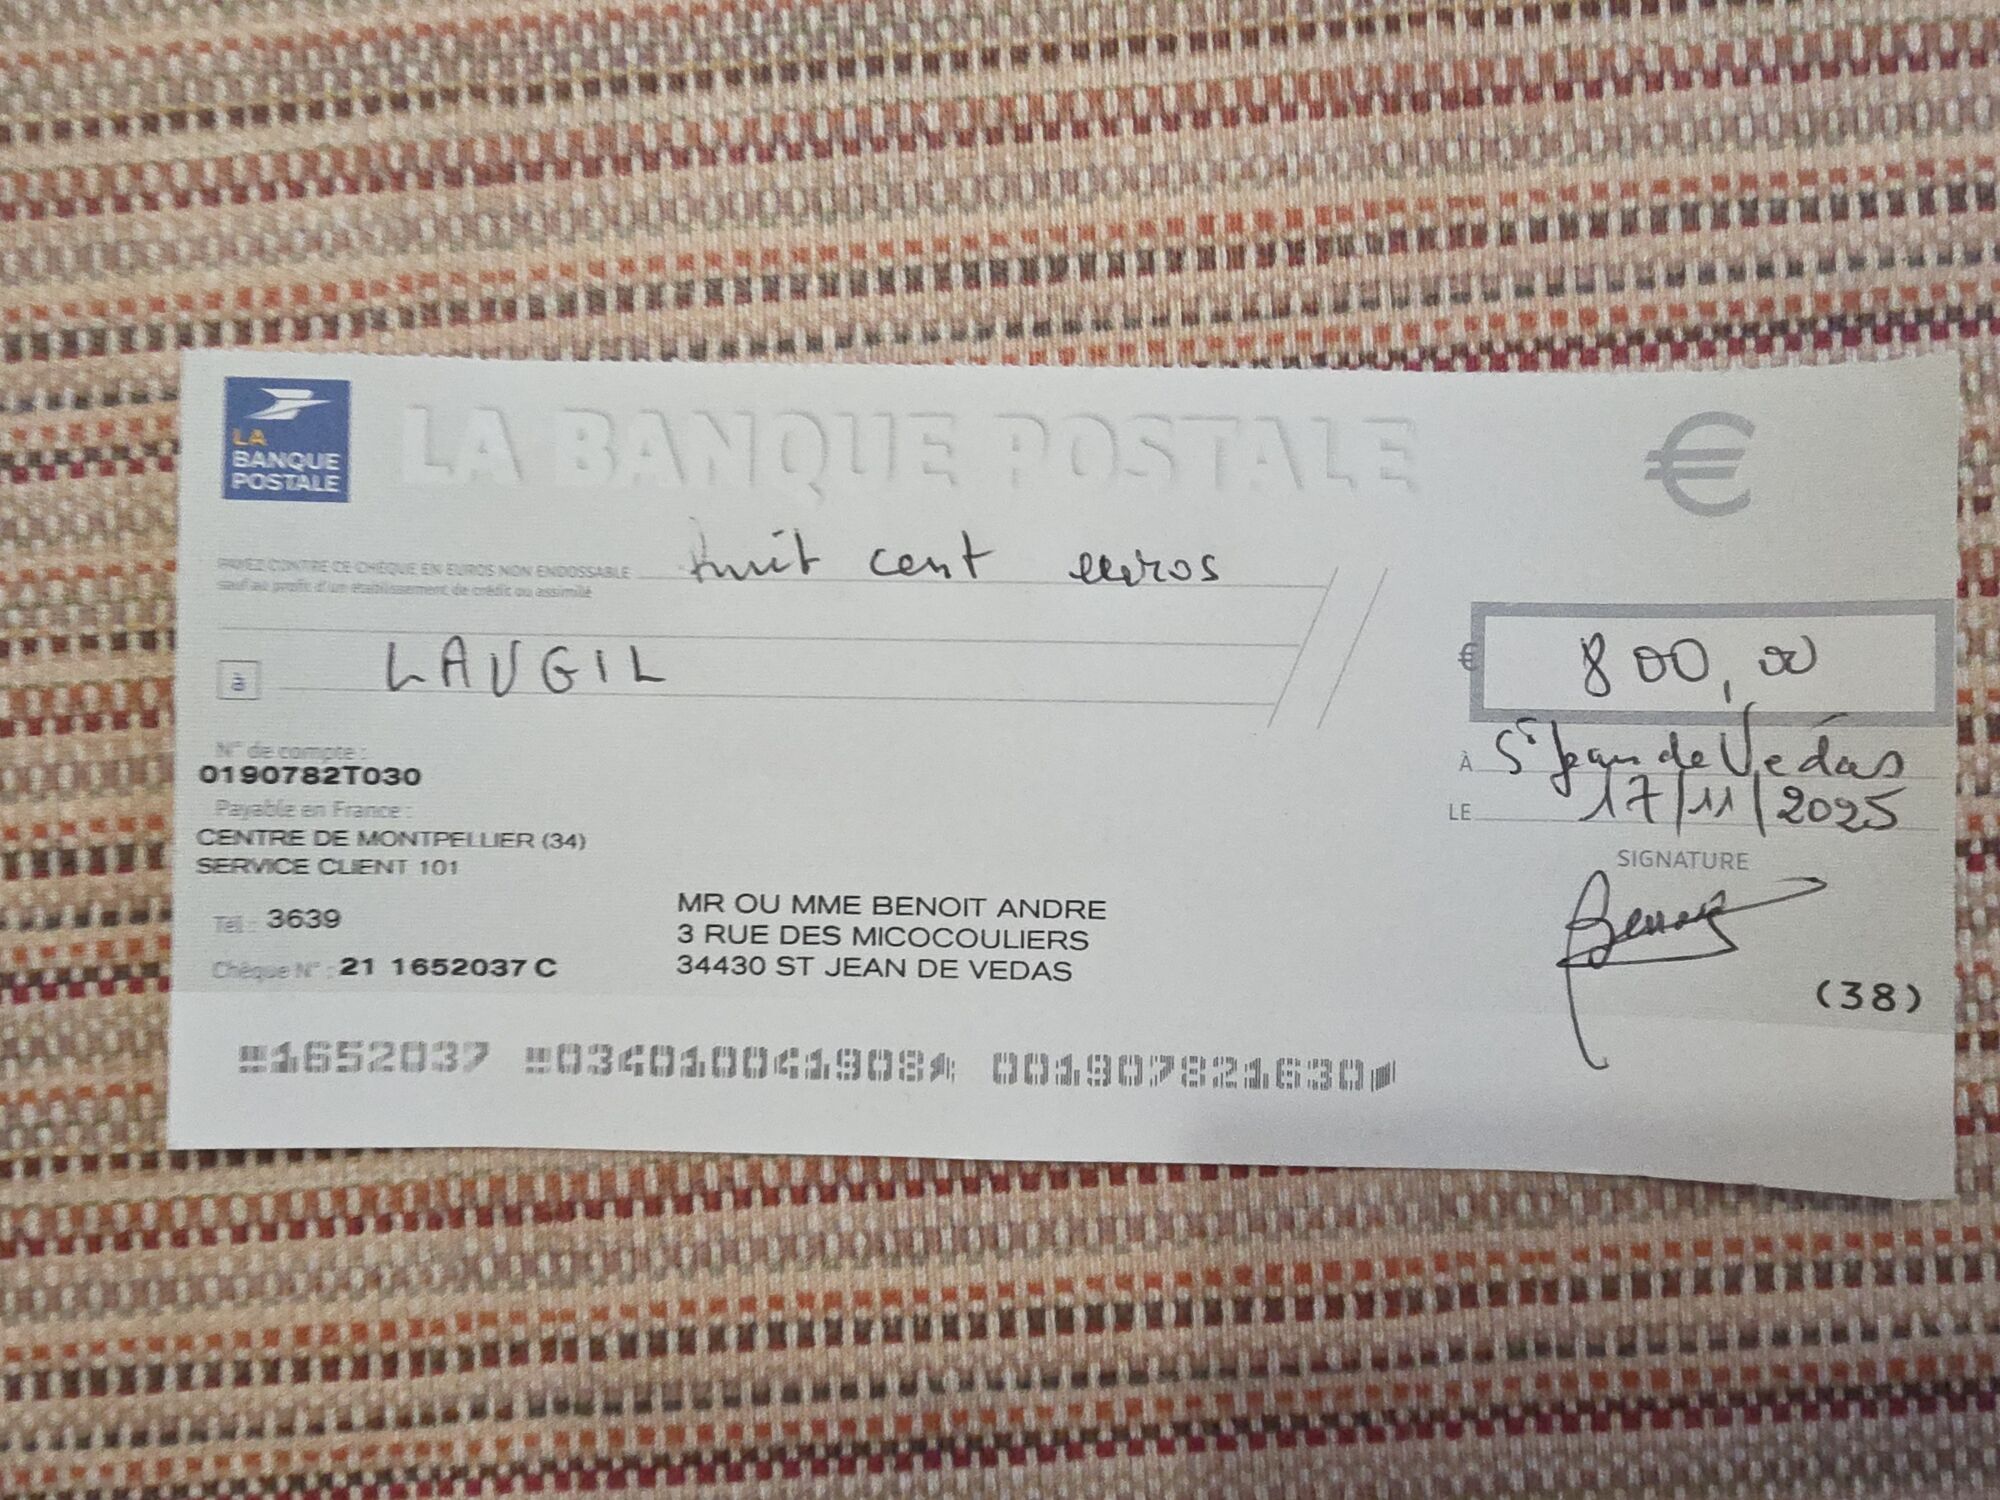 LA
BANQUE
POSTALE
LA BANQUE POSTALE
€
PAYEZ CONTRE CE CHÈQUE EN EUROS NON ENDOSSABLE huit cent euros
sauf au profit d'un établissement de crédit ou assimilé
à LAUGIL
€ 800,00
À St Jean de Védas
LE 17/11/2025
SIGNATURE
Benoit
N° de compte :
0190782T030
Payable en France :
CENTRE DE MONTPELLIER (34)
SERVICE CLIENT 101
Tél : 3639
Chèque N° : 21 1652037 C
MR OU MME BENOIT ANDRE
3 RUE DES MICOCOULIERS
34430 ST JEAN DE VEDAS
(38)
1652037 034010041908 001907821630